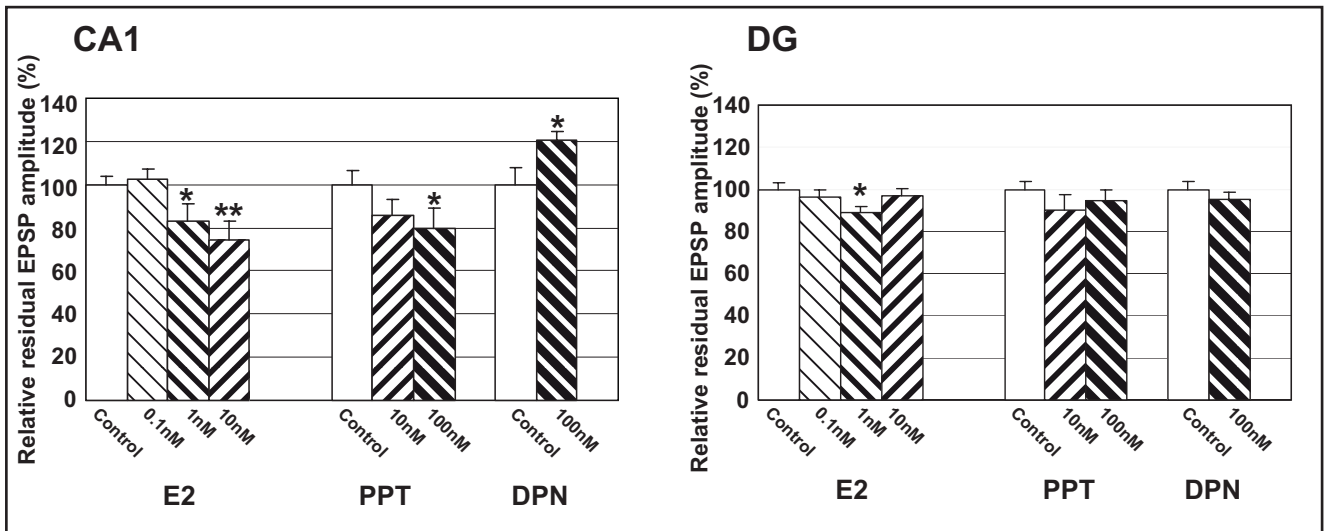 CA1
Relative residual EPSP amplitude (%)
140
120
100
80
60
40
20
0
*
**
*
*
Control
0.1nM
1nM
10nM
Control
10nM
100nM
Control
100nM
E2
PPT
DPN
DG
Relative residual EPSP amplitude (%)
140
120
100
80
60
40
20
0
*
Control
0.1nM
1nM
10nM
Control
10nM
100nM
Control
100nM
E2
PPT
DPN